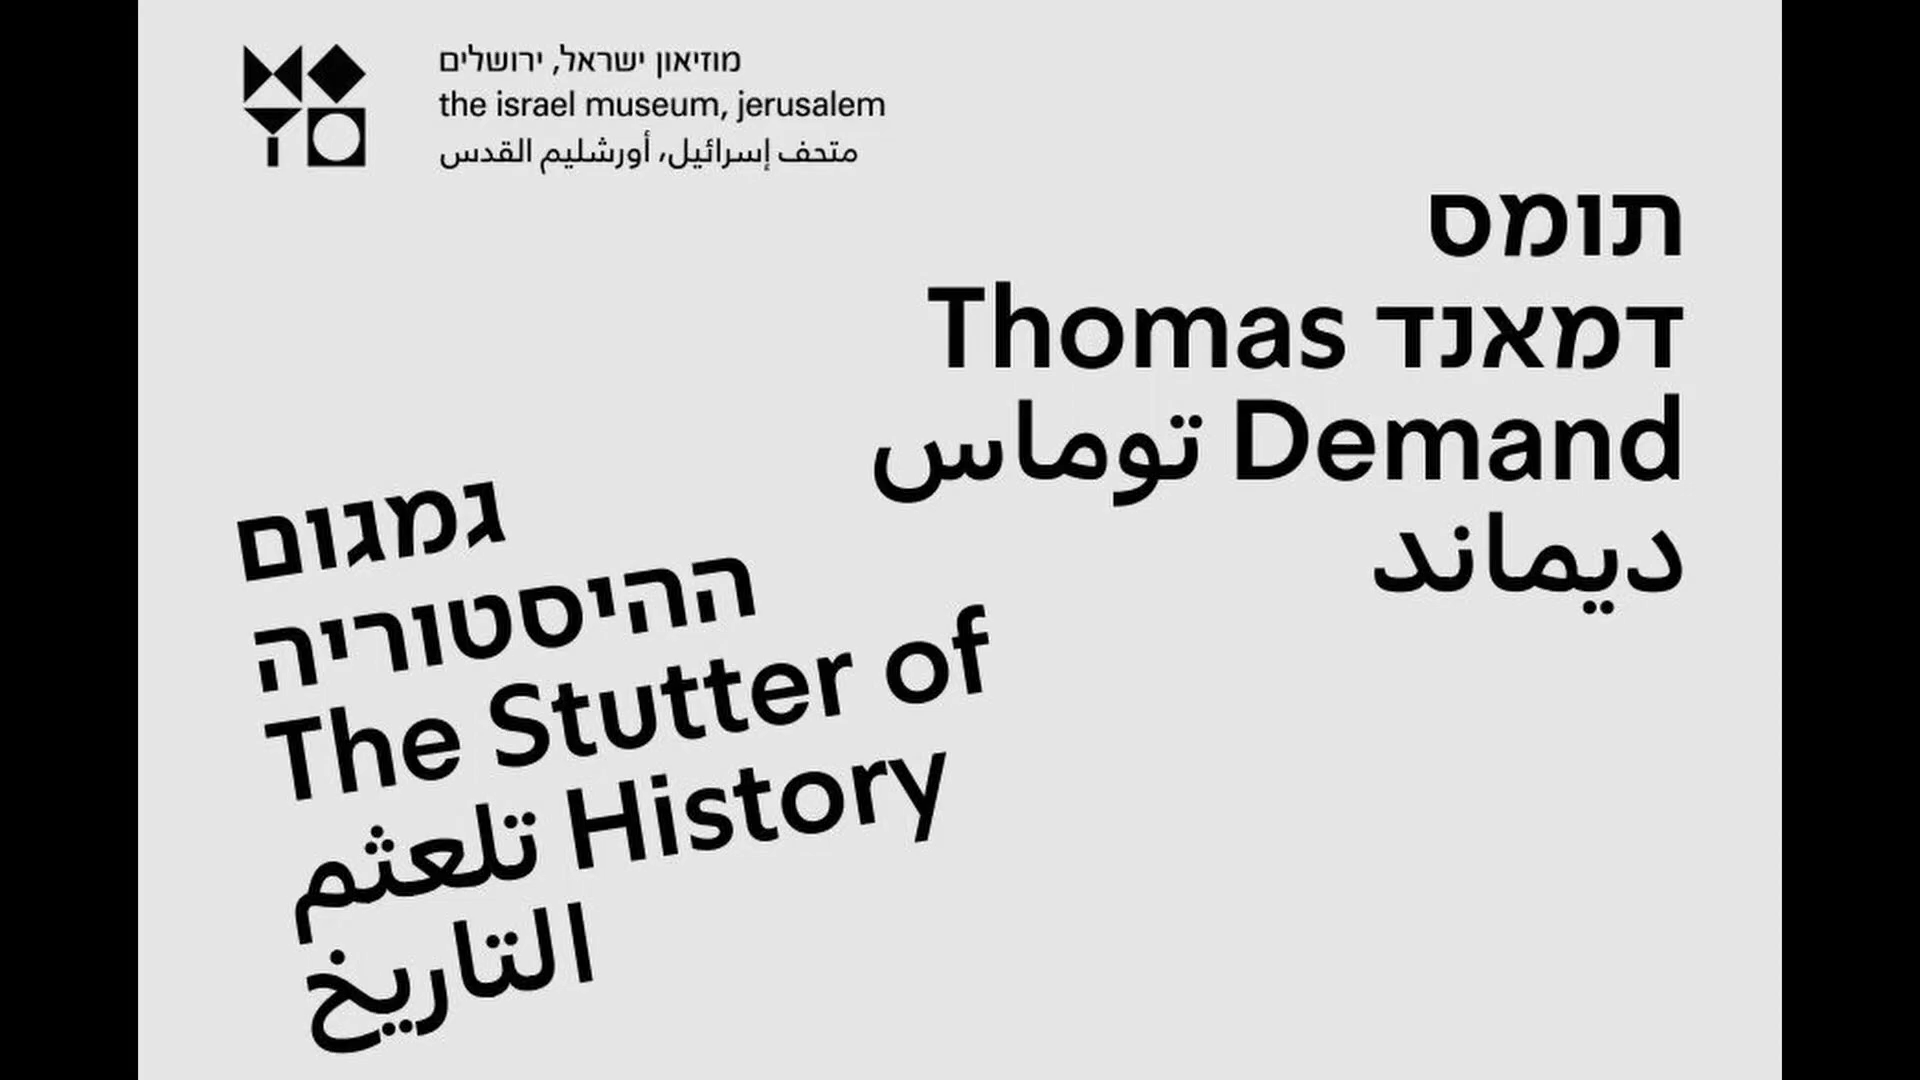 מוזיאון ישראל, ירושלים
the israel museum, jerusalem
متحف إسرائيل، أورشليم القدس
תומס
דמאנד Thomas
Demand توماس
ديماند
גמגום
ההיסטוריה
The Stutter of
History تلعثم
التاريخ